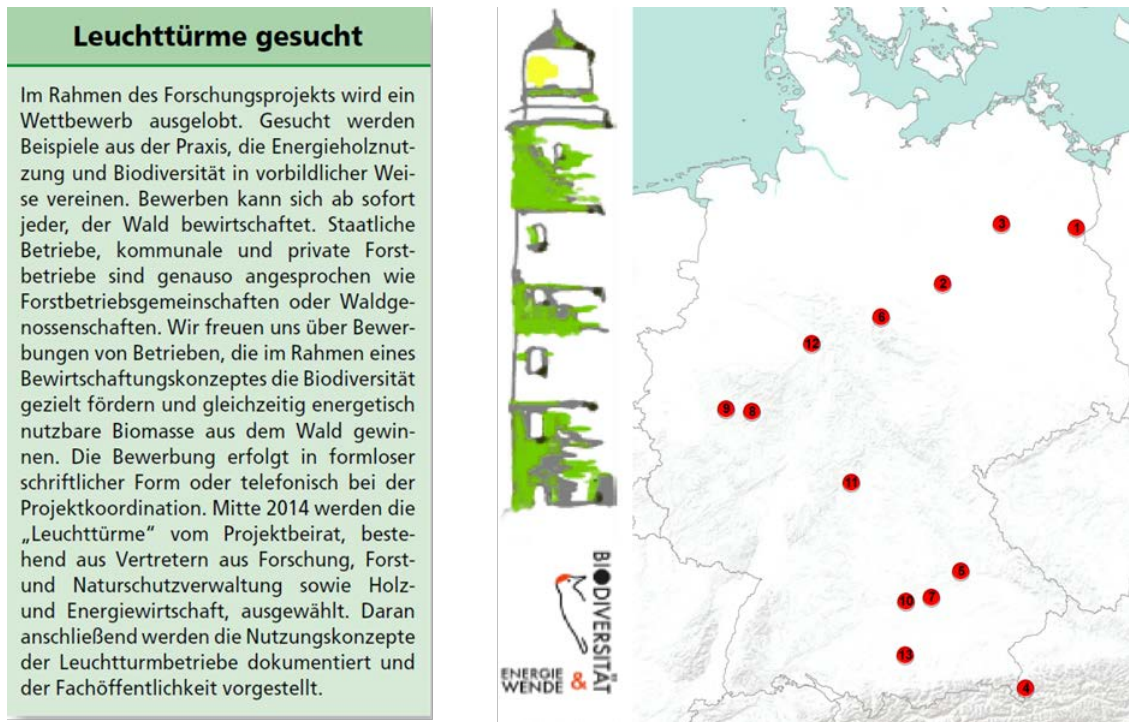 Leuchttürme gesucht
Im Rahmen des Forschungsprojekts wird ein
Wettbewerb ausgelobt. Gesucht werden
Beispiele aus der Praxis, die Energieholznut-
zung und Biodiversität in vorbildlicher Wei-
se vereinen. Bewerben kann sich ab sofort
jeder, der Wald bewirtschaftet. Staatliche
Betriebe, kommunale und private Forst-
betriebe sind genauso angesprochen wie
Forstbetriebsgemeinschaften oder Waldge-
nossenschaften. Wir freuen uns über Bewer-
bungen von Betrieben, die im Rahmen eines
Bewirtschaftungskonzeptes die Biodiversität
gezielt fördern und gleichzeitig energetisch
nutzbare Biomasse aus dem Wald gewin-
nen. Die Bewerbung erfolgt in formloser
schriftlicher Form oder telefonisch bei der
Projektkoordination. Mitte 2014 werden die
„Leuchttürme“ vom Projektbeirat, beste-
hend aus Vertretern aus Forschung, Forst-
und Naturschutzverwaltung sowie Holz-
und Energiewirtschaft, ausgewählt. Daran
anschließend werden die Nutzungskonzepte
der Leuchtturmbetriebe dokumentiert und
der Fachöffentlichkeit vorgestellt.
ENERGIE
WENDE
&
BIODIVERSITÄT
3
1
2
6
12
9
8
11
5
7
10
13
4